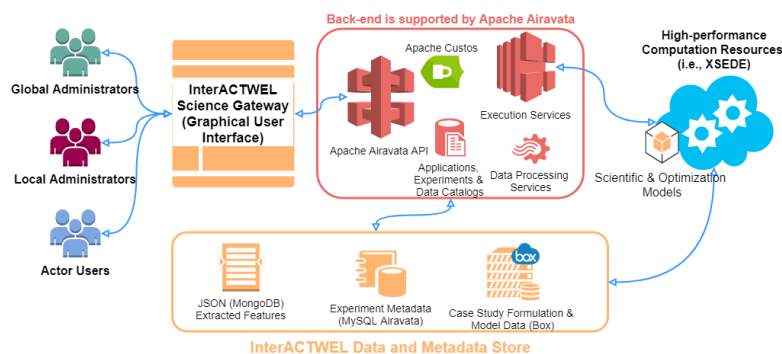 Back-end is supported by Apache Airavata
High-performance
Computation Resources
(i.e., XSEDE)
Global Administrators
Local Administrators
Actor Users
InterACTWEL
Science Gateway
(Graphical User
Interface)
Apache Custos
Apache Airavata API
Execution Services
Applications,
Experiments &
Data Catalogs
Data Processing
Services
Scientific & Optimization
Models
JSON (MongoDB)
Extracted Features
Experiment Metadata
(MySQL Airavata)
box
Case Study Formulation &
Model Data (Box)
InterACTWEL Data and Metadata Store